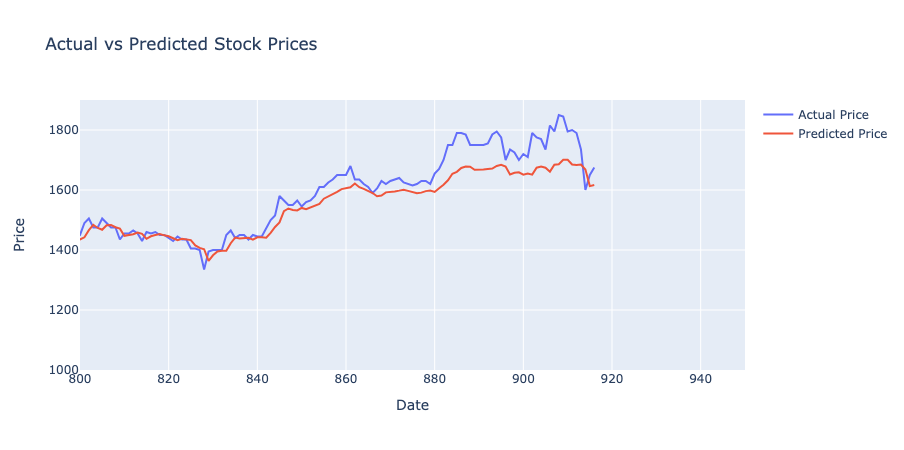 Actual vs Predicted Stock Prices
Actual Price
Predicted Price
1800
1600
1400
1200
1000
Price
800 820 840 860 880 900 920 940
Date